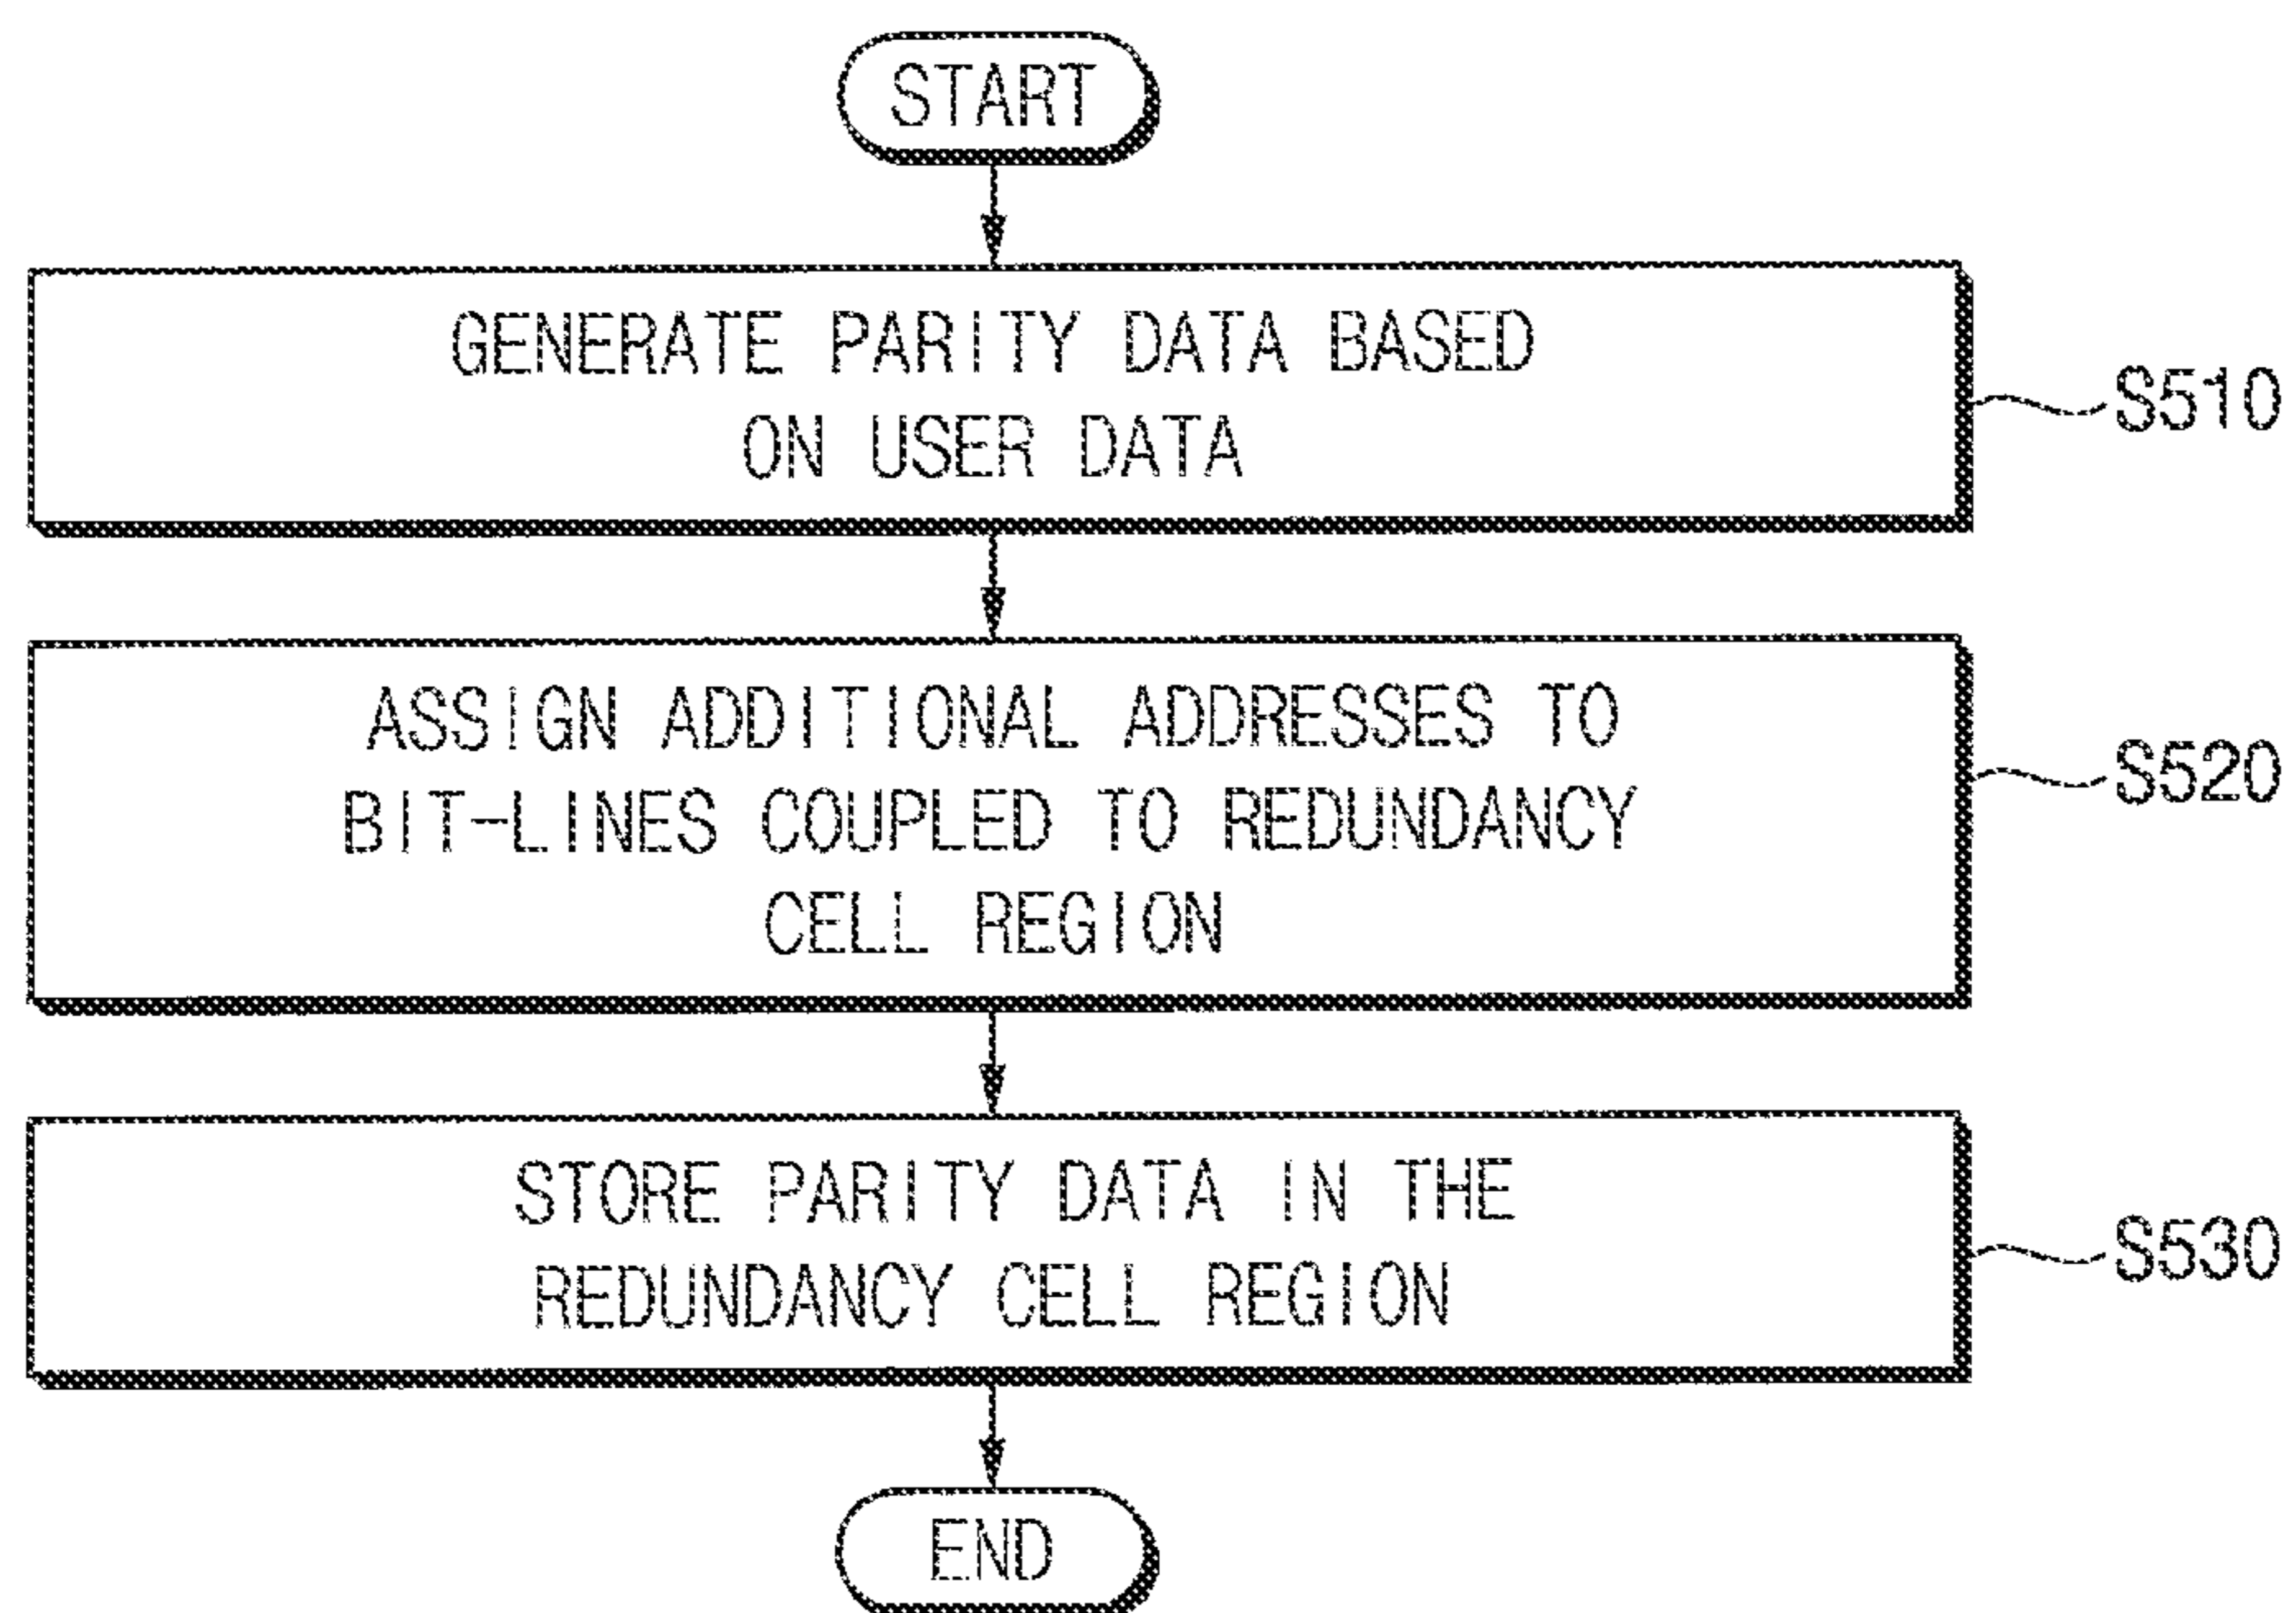 START
GENERATE PARITY DATA BASED
ON USER DATA
S510
ASSIGN ADDITIONAL ADDRESSES TO
BIT-LINES COUPLED TO REDUNDANCY
CELL REGION
S520
STORE PARITY DATA IN THE
REDUNDANCY CELL REGION
S530
END